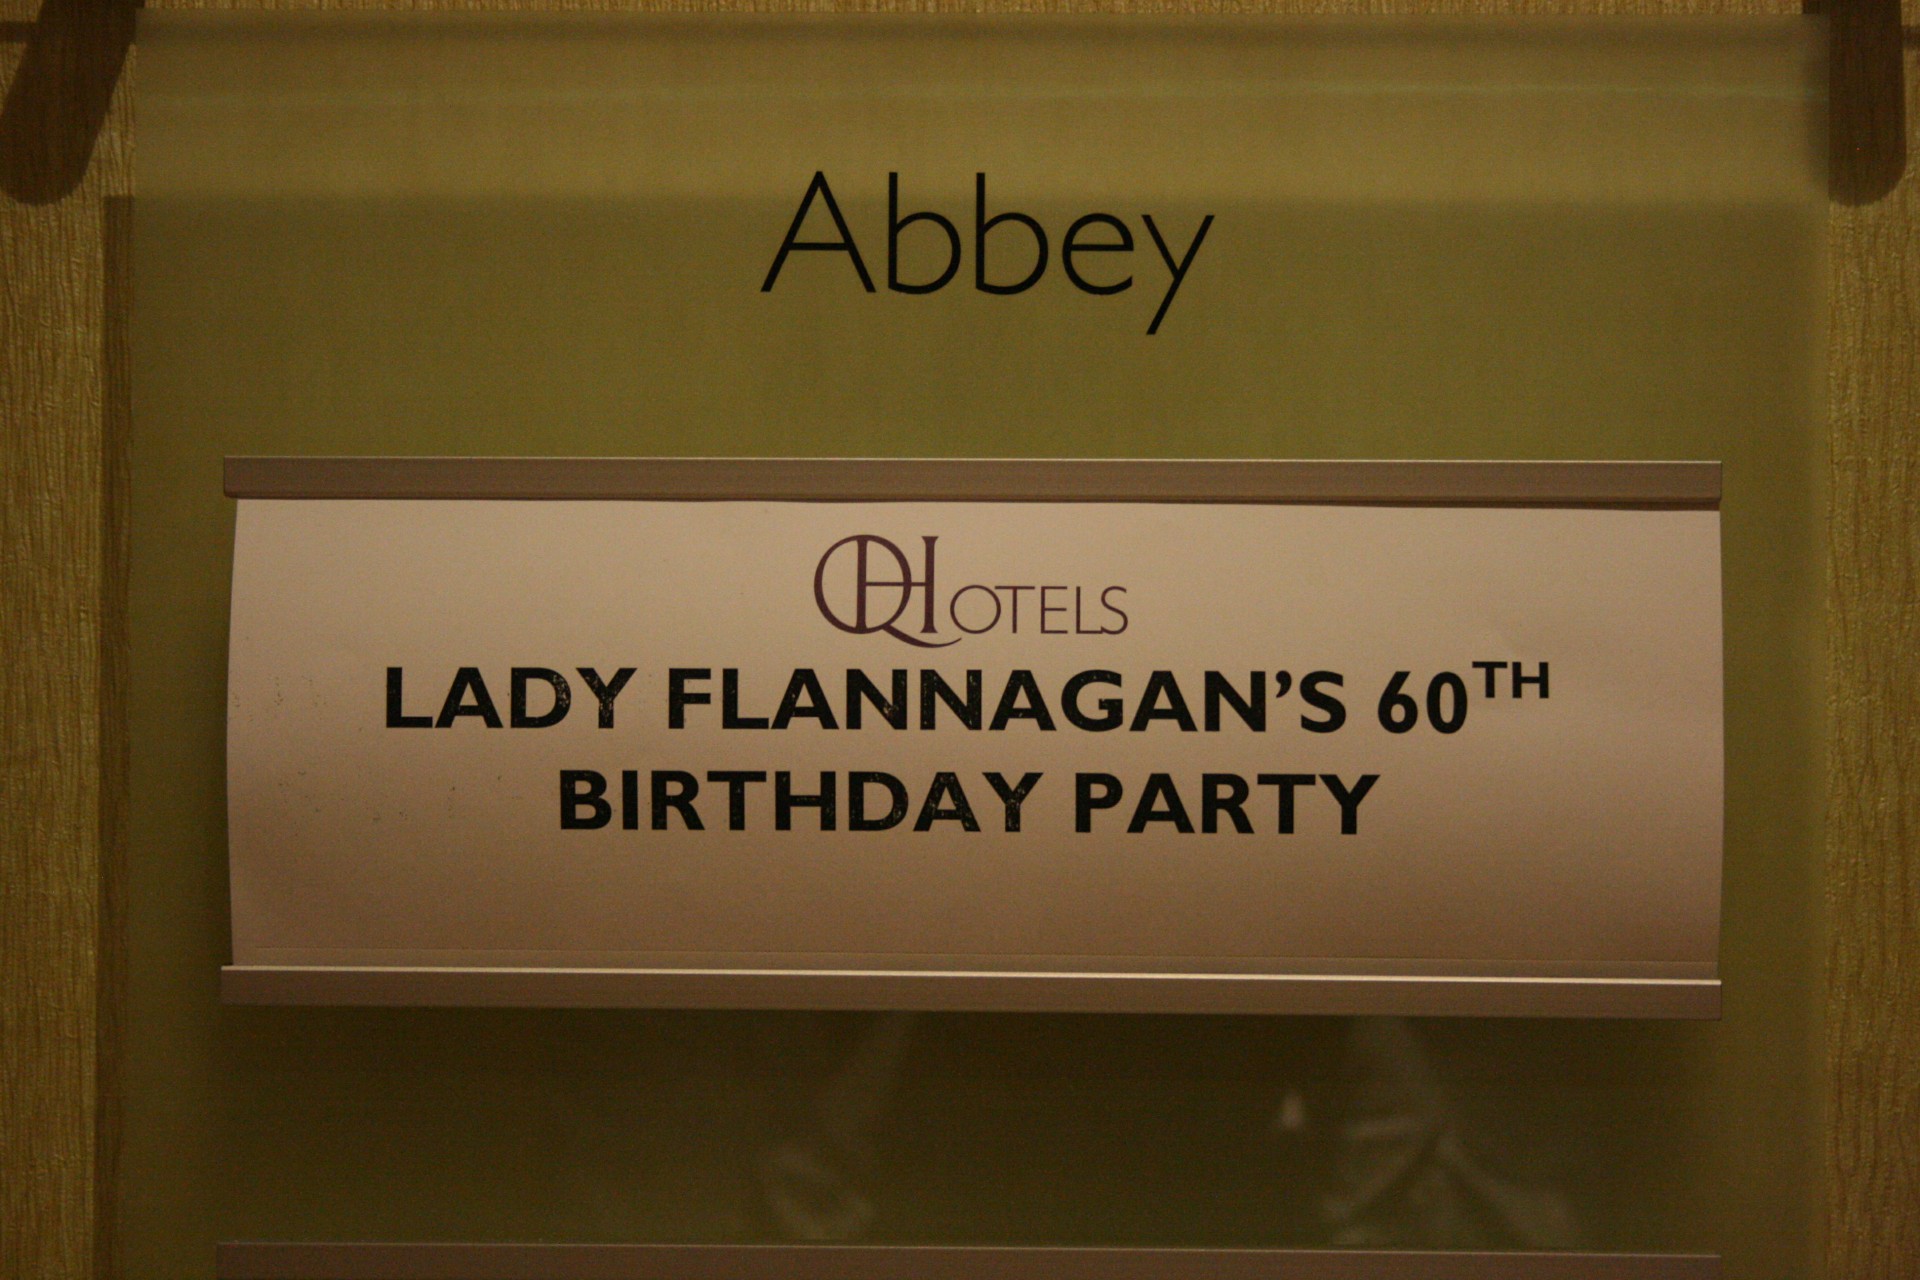 Abbey
QHOTELS
LADY FLANNAGAN'S 60TH
BIRTHDAY PARTY